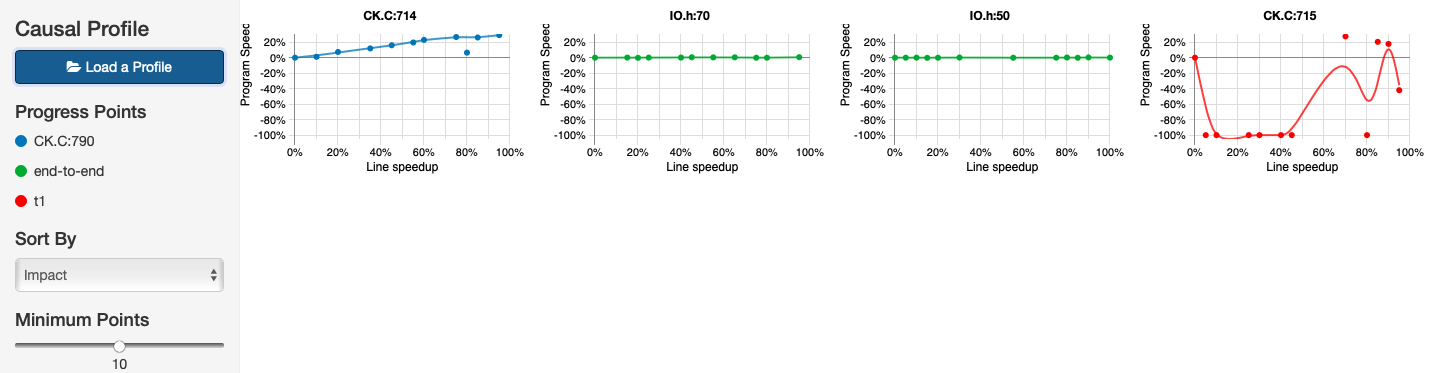 Causal Profile
Load a Profile
Progress Points
CK.C:790
end-to-end
t1
Sort By
Impact
Minimum Points
10
CK.C:714
Program Speed
20%
0%
-20%
-40%
-60%
-80%
-100%
0% 20% 40% 60% 80% 100%
Line speedup
IO.h:70
Program Speed
20%
0%
-20%
-40%
-60%
-80%
-100%
0% 20% 40% 60% 80% 100%
Line speedup
IO.h:50
Program Speed
20%
0%
-20%
-40%
-60%
-80%
-100%
0% 20% 40% 60% 80% 100%
Line speedup
CK.C:715
Program Speed
20%
0%
-20%
-40%
-60%
-80%
-100%
0% 20% 40% 60% 80% 100%
Line speedup